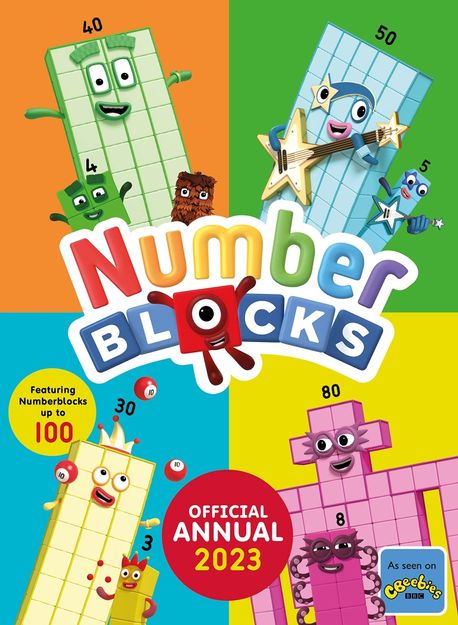 40
50
4
5
Number
BLOCKS
Featuring
Numberblocks
up to
100
30
10
10
10
3
80
8
OFFICIAL
ANNUAL
2023
As seen on
CBeebies
BBC